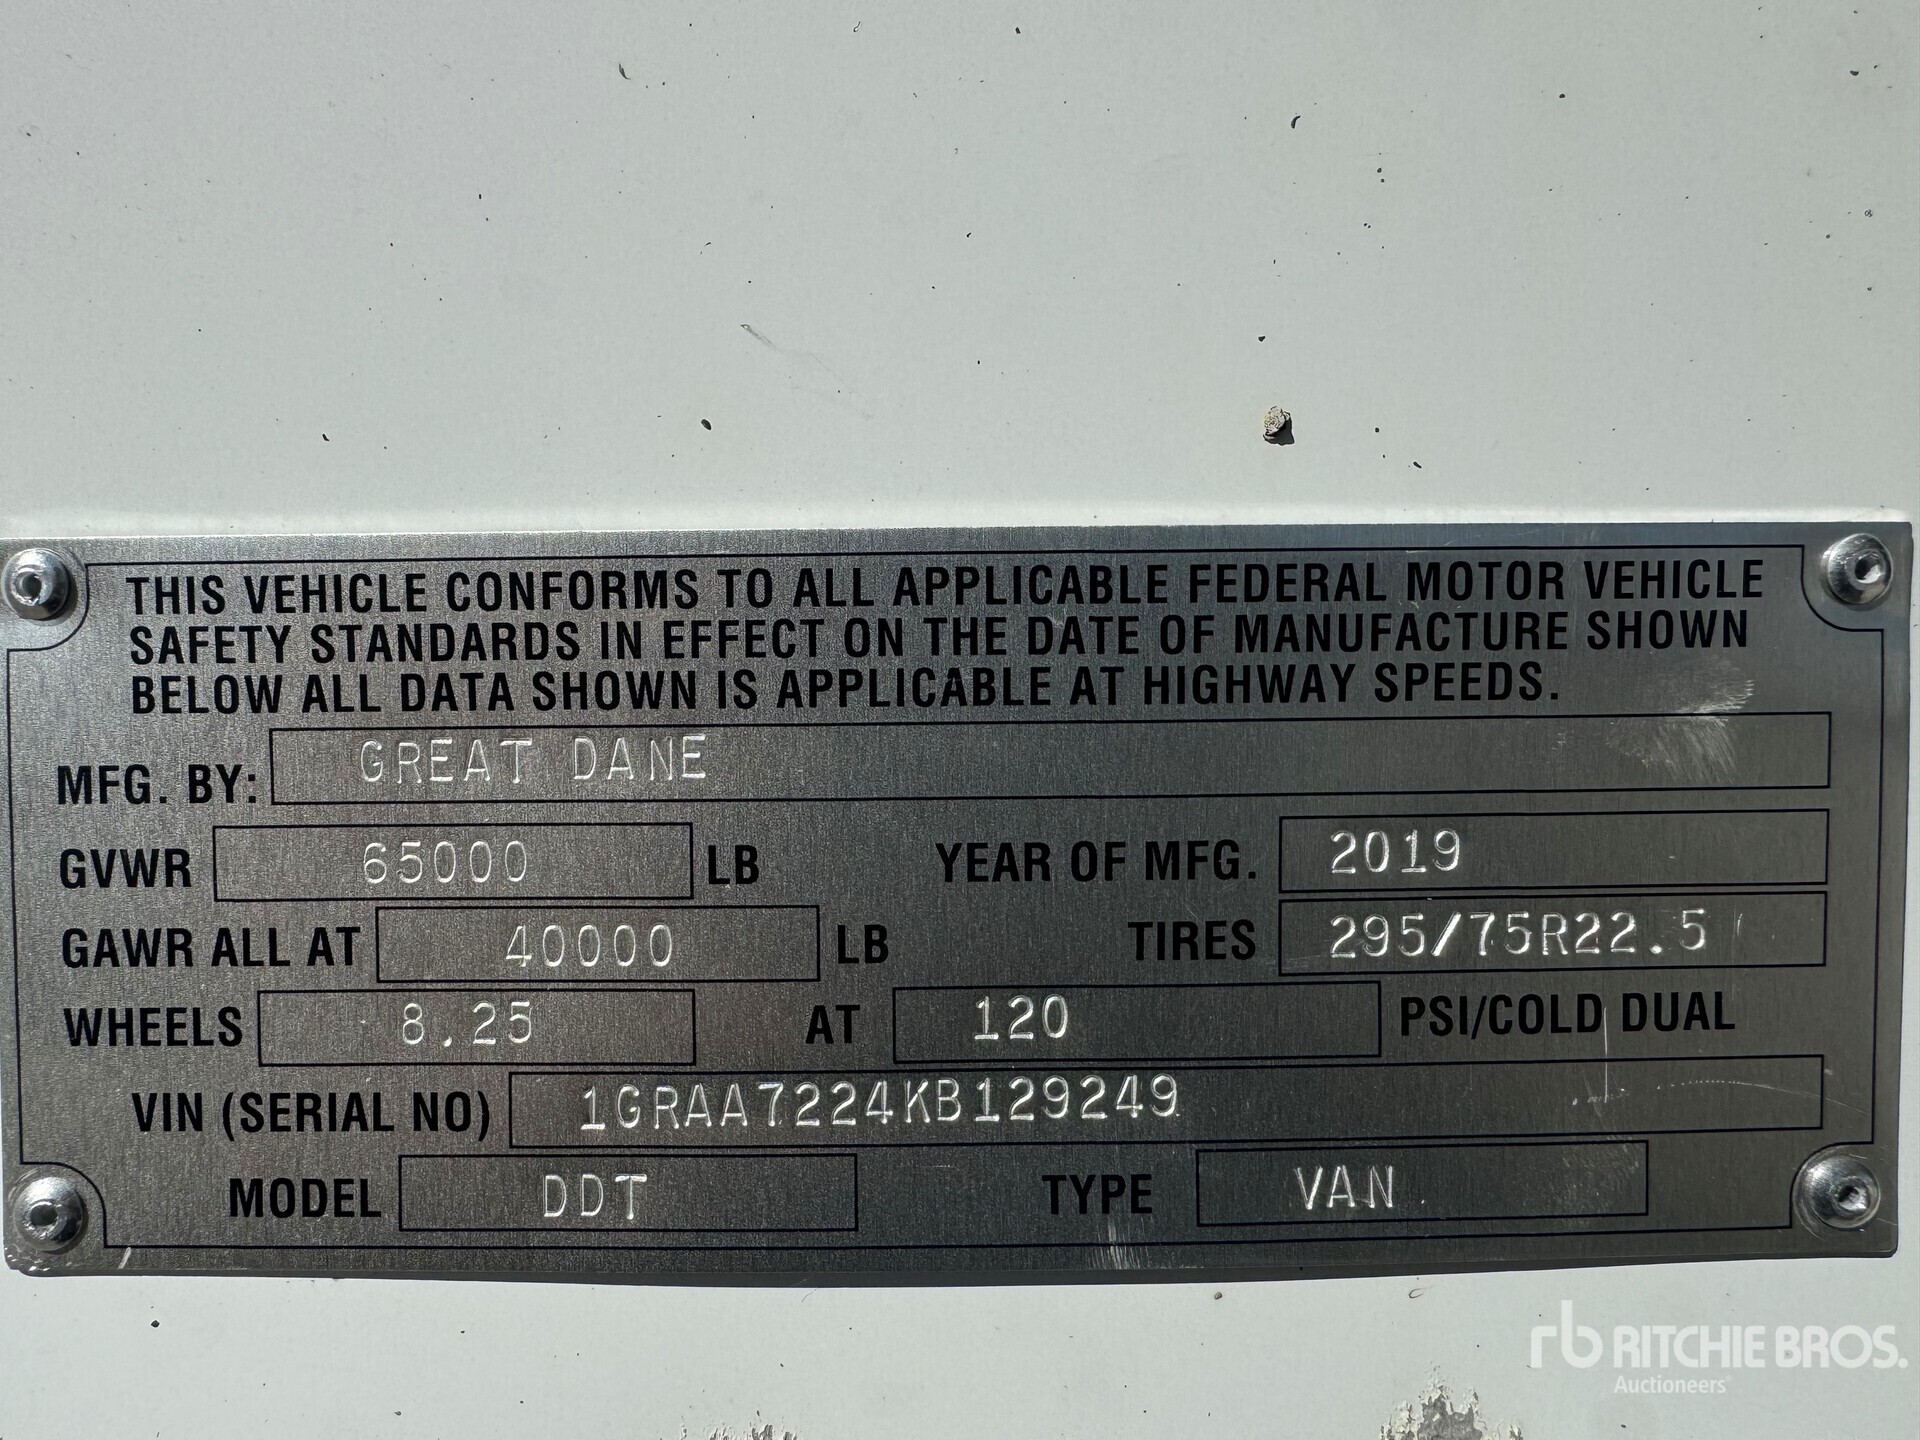 THIS VEHICLE CONFORMS TO ALL APPLICABLE FEDERAL MOTOR VEHICLE
SAFETY STANDARDS IN EFFECT ON THE DATE OF MANUFACTURE SHOWN
BELOW ALL DATA SHOWN IS APPLICABLE AT HIGHWAY SPEEDS.
MFG. BY: GREAT DANE
GVWR 65000 LB YEAR OF MFG. 2019
GAWR ALL AT 40000 LB TIRES 295/75R22.5
WHEELS 8.25 AT 120 PSI/COLD DUAL
VIN (SERIAL NO) 1GRAA7224KB129249
MODEL DDT TYPE VAN
rb RITCHIE BROS.
Auctioneers